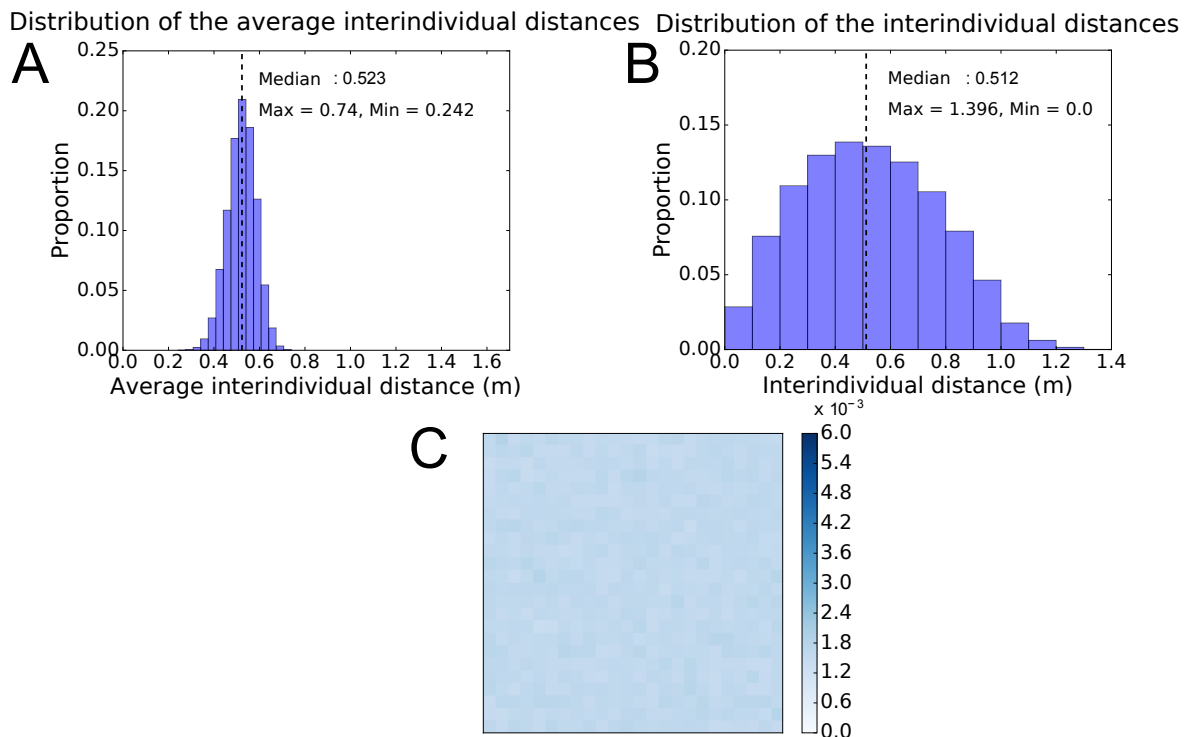 Distribution of the average interindividual distances
A
0.25
0.20
0.15
0.10
0.05
0.00
Proportion
Median : 0.523
Max = 0.74, Min = 0.242
0.0 0.2 0.4 0.6 0.8 1.0 1.2 1.4 1.6
Average interindividual distance (m)
Distribution of the interindividual distances
B
0.20
0.15
0.10
0.05
0.00
Proportion
Median : 0.512
Max = 1.396, Min = 0.0
0.0 0.2 0.4 0.6 0.8 1.0 1.2 1.4
Interindividual distance (m)
C
x 10⁻³
6.0
5.4
4.8
4.2
3.6
3.0
2.4
1.8
1.2
0.6
0.0